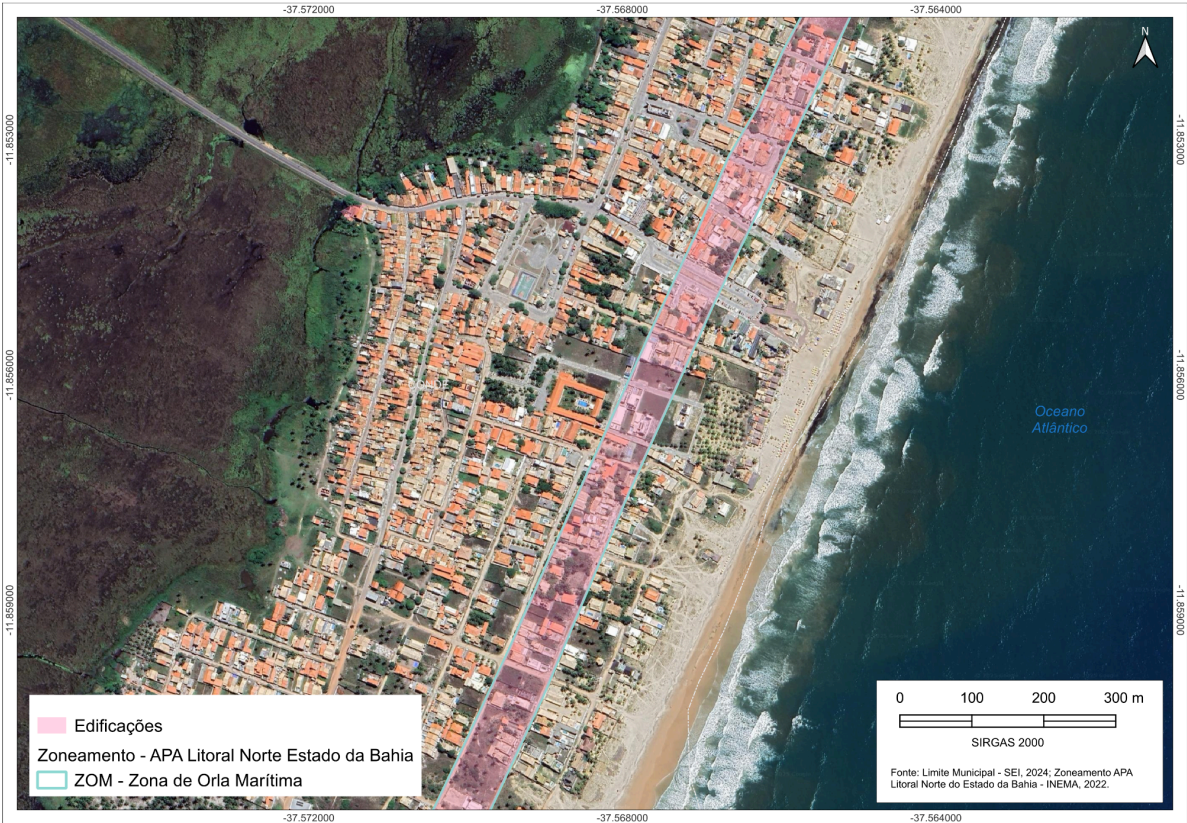 -37.572000
-37.568000
-37.564000
N
-11.853000
-11.853000
-11.856000
-11.856000
Oceano
Atlântico
-11.859000
-11.859000
Edificações
Zoneamento - APA Litoral Norte Estado da Bahia
ZOM - Zona de Orla Marítima
0 100 200 300 m
SIRGAS 2000
Fonte: Limite Municipal - SEI, 2024; Zoneamento APA
Litoral Norte do Estado da Bahia - INEMA, 2022.
-37.572000
-37.568000
-37.564000